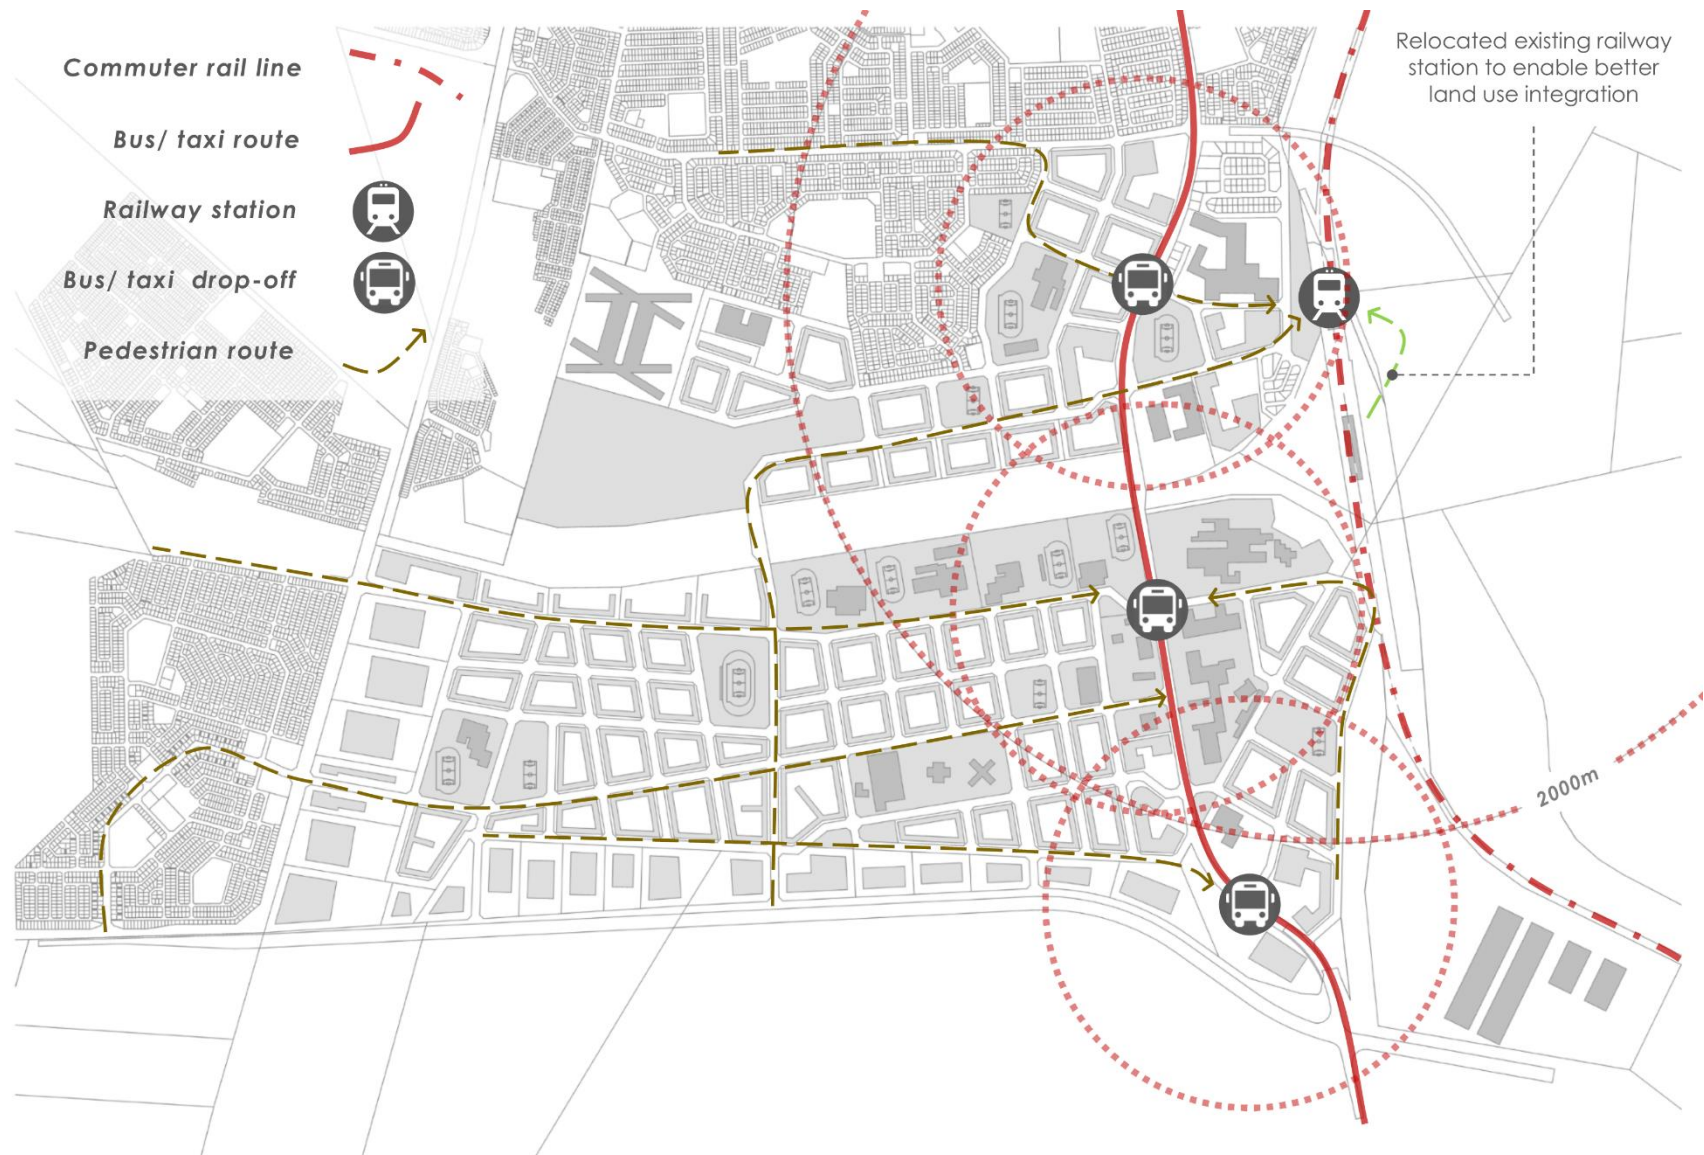 Commuter rail line
Bus/ taxi route
Railway station
Bus/ taxi  drop-off
Pedestrian route
Relocated existing railway
station to enable better
land use integration
2000m